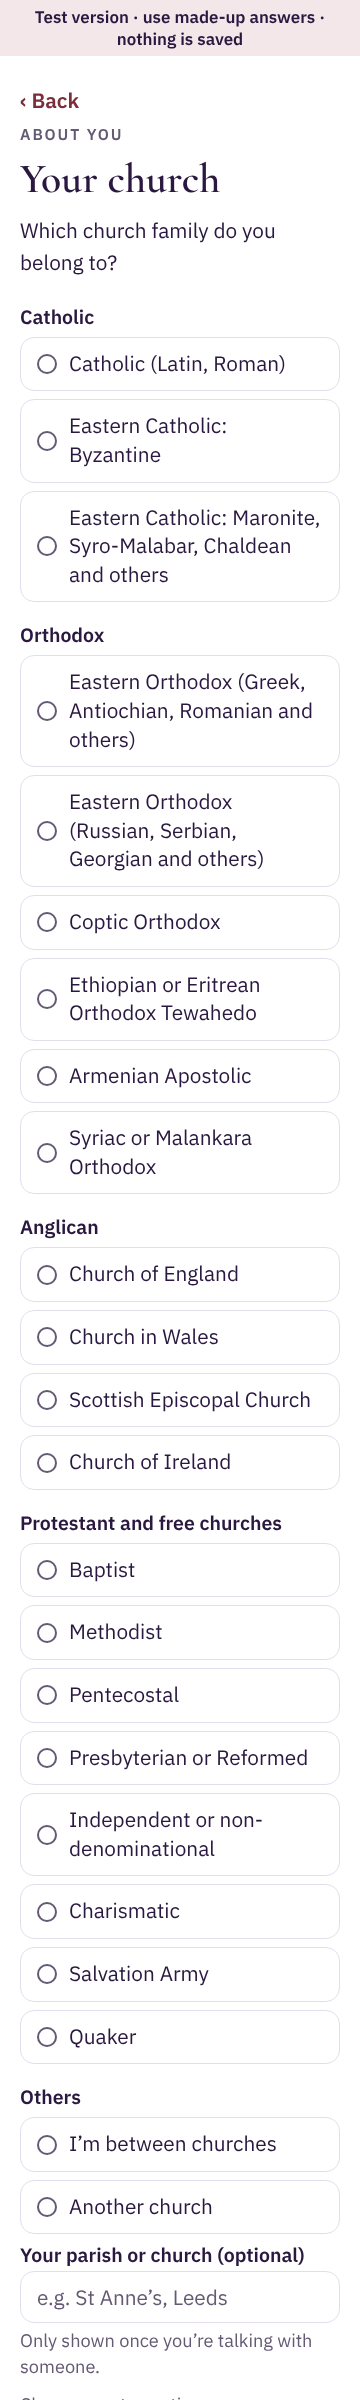 Test version · use made-up answers ·
nothing is saved
‹ Back
ABOUT YOU
Your church
Which church family do you
belong to?
Catholic
Catholic (Latin, Roman)
Eastern Catholic:
Byzantine
Eastern Catholic: Maronite,
Syro-Malabar, Chaldean
and others
Orthodox
Eastern Orthodox (Greek,
Antiochian, Romanian and
others)
Eastern Orthodox
(Russian, Serbian,
Georgian and others)
Coptic Orthodox
Ethiopian or Eritrean
Orthodox Tewahedo
Armenian Apostolic
Syriac or Malankara
Orthodox
Anglican
Church of England
Church in Wales
Scottish Episcopal Church
Church of Ireland
Protestant and free churches
Baptist
Methodist
Pentecostal
Presbyterian or Reformed
Independent or non-
denominational
Charismatic
Salvation Army
Quaker
Others
I’m between churches
Another church
Your parish or church (optional)
e.g. St Anne’s, Leeds
Only shown once you’re talking with
someone.